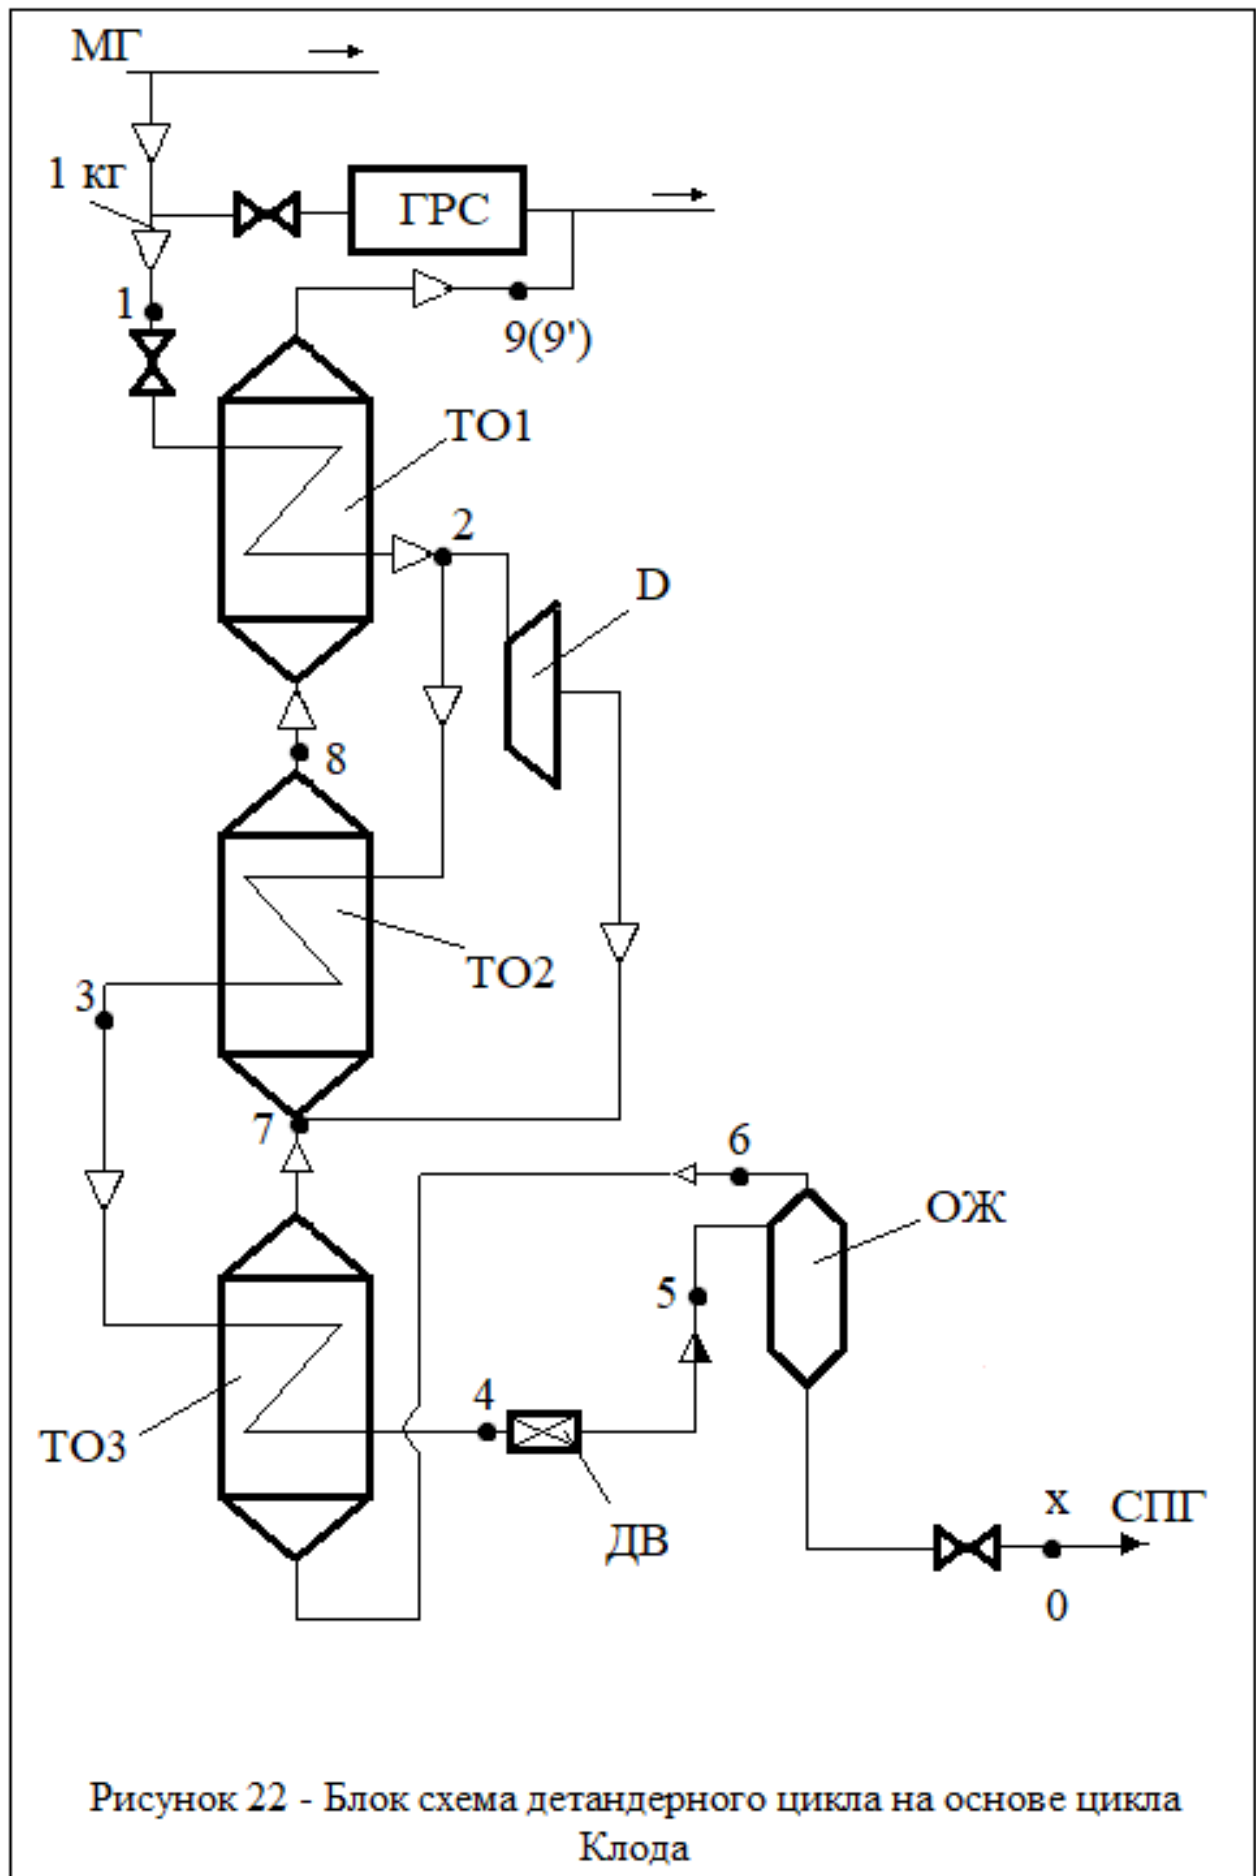 МГ
1 кг
ГРС
1
9(9')
ТО1
2
D
8
ТО2
3
7
6
ОЖ
5
4
ТО3
ДВ
x
СПГ
0
Рисунок 22 - Блок схема детандерного цикла на основе цикла
Клода